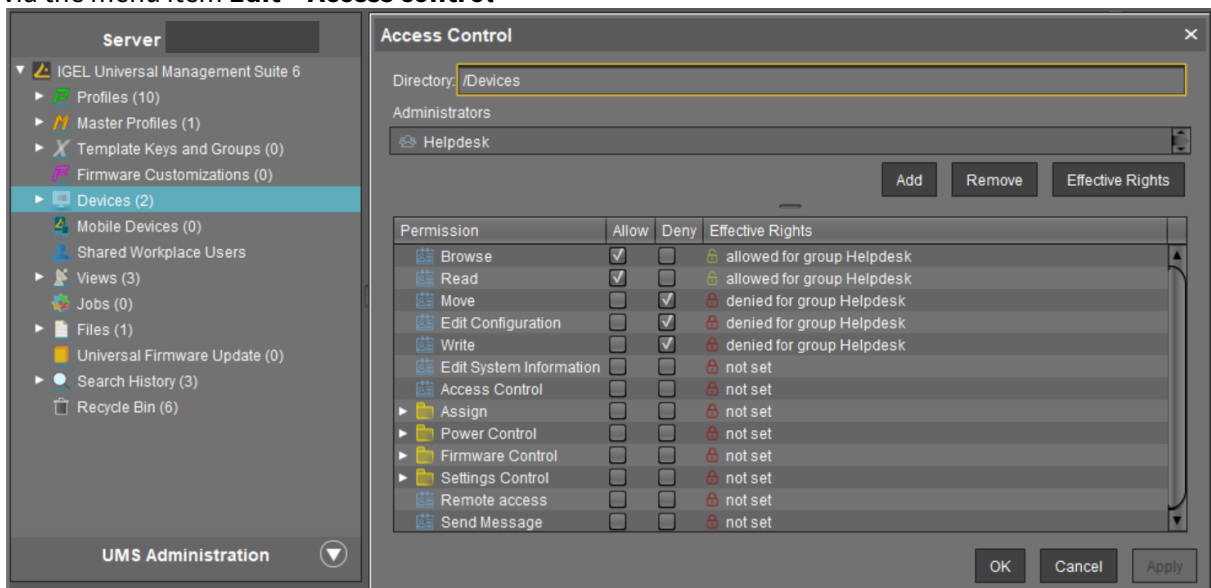 via the menu item Edit > Access control
Server
IGEL Universal Management Suite 6
Profiles (10)
Master Profiles (1)
Template Keys and Groups (0)
Firmware Customizations (0)
Devices (2)
Mobile Devices (0)
Shared Workplace Users
Views (3)
Jobs (0)
Files (1)
Universal Firmware Update (0)
Search History (3)
Recycle Bin (6)
UMS Administration
Access Control
Directory: /Devices
Administrators
Helpdesk
Add Remove Effective Rights
Permission Allow Deny Effective Rights
Browse allowed for group Helpdesk
Read allowed for group Helpdesk
Move denied for group Helpdesk
Edit Configuration denied for group Helpdesk
Write denied for group Helpdesk
Edit System Information not set
Access Control not set
Assign not set
Power Control not set
Firmware Control not set
Settings Control not set
Remote access not set
Send Message not set
OK Cancel Apply